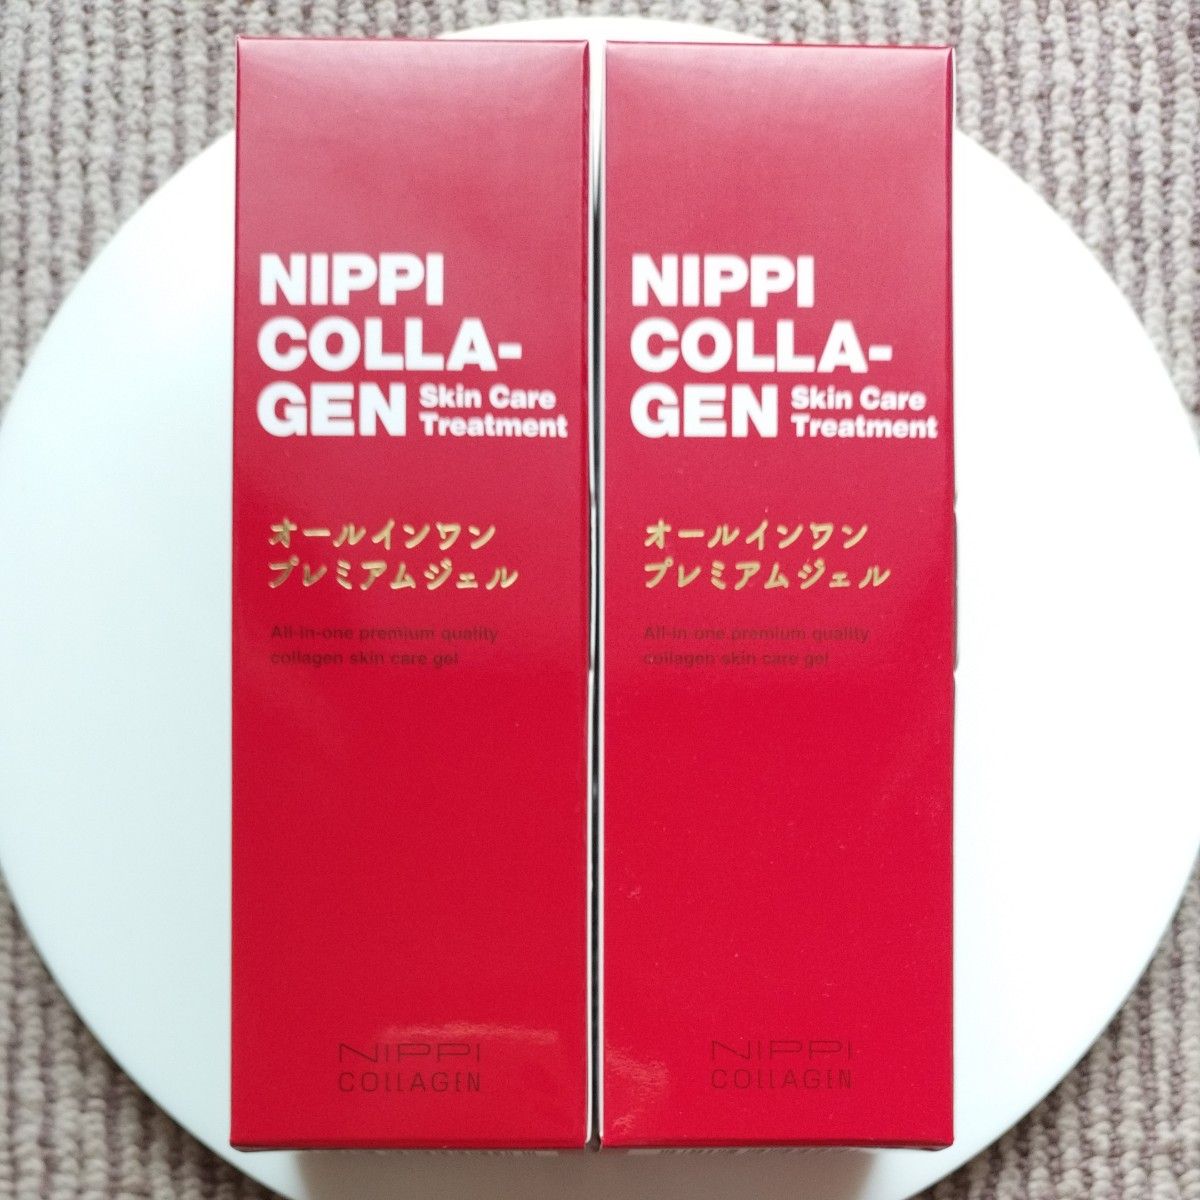 NIPPI
COLLA-
GEN Skin Care
Treatment
オールインワン
プレミアムジェル
All-in-one premium quality
collagen skin care gel
NIPPI
COLLAGEN
NIPPI
COLLA-
GEN Skin Care
Treatment
オールインワン
プレミアムジェル
All-in-one premium quality
collagen skin care gel
NIPPI
COLLAGEN